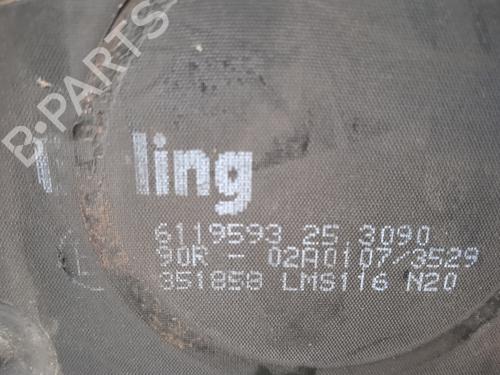 B-PARTS
ling
6119593 25.3090
90R - 02A0107/3529
351858 LMS116 N20